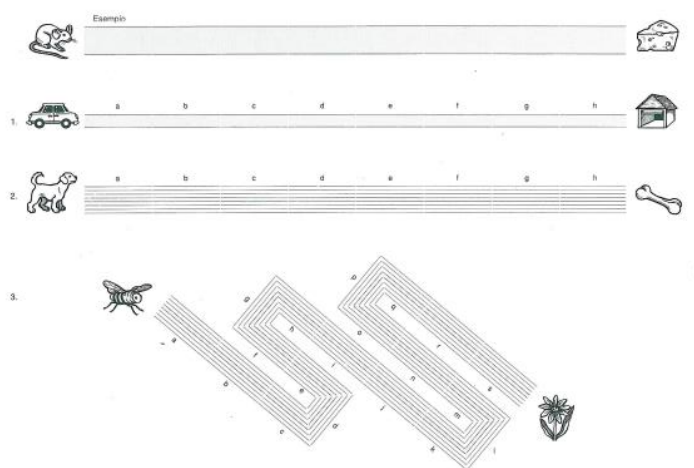 Esempio
a b c d e f g h
1.
a b c d e f g h
2.
3.
a b c d e f g h i j k l m n o p q r s